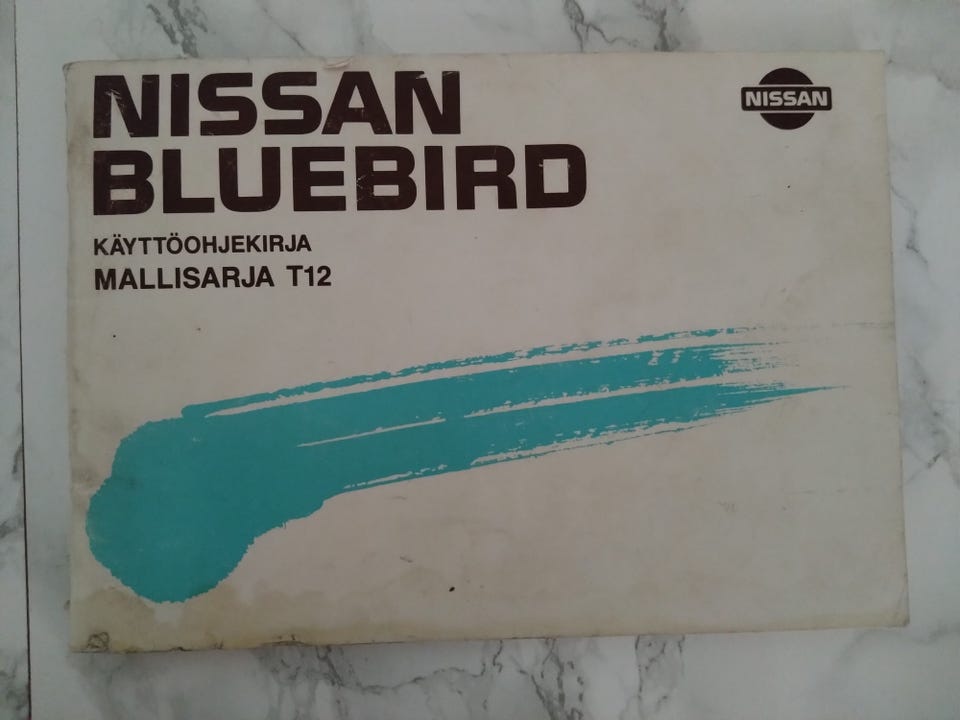 NISSAN
BLUEBIRD
KÄYTTÖOHJEKIRJA
MALLISARJA T12
NISSAN